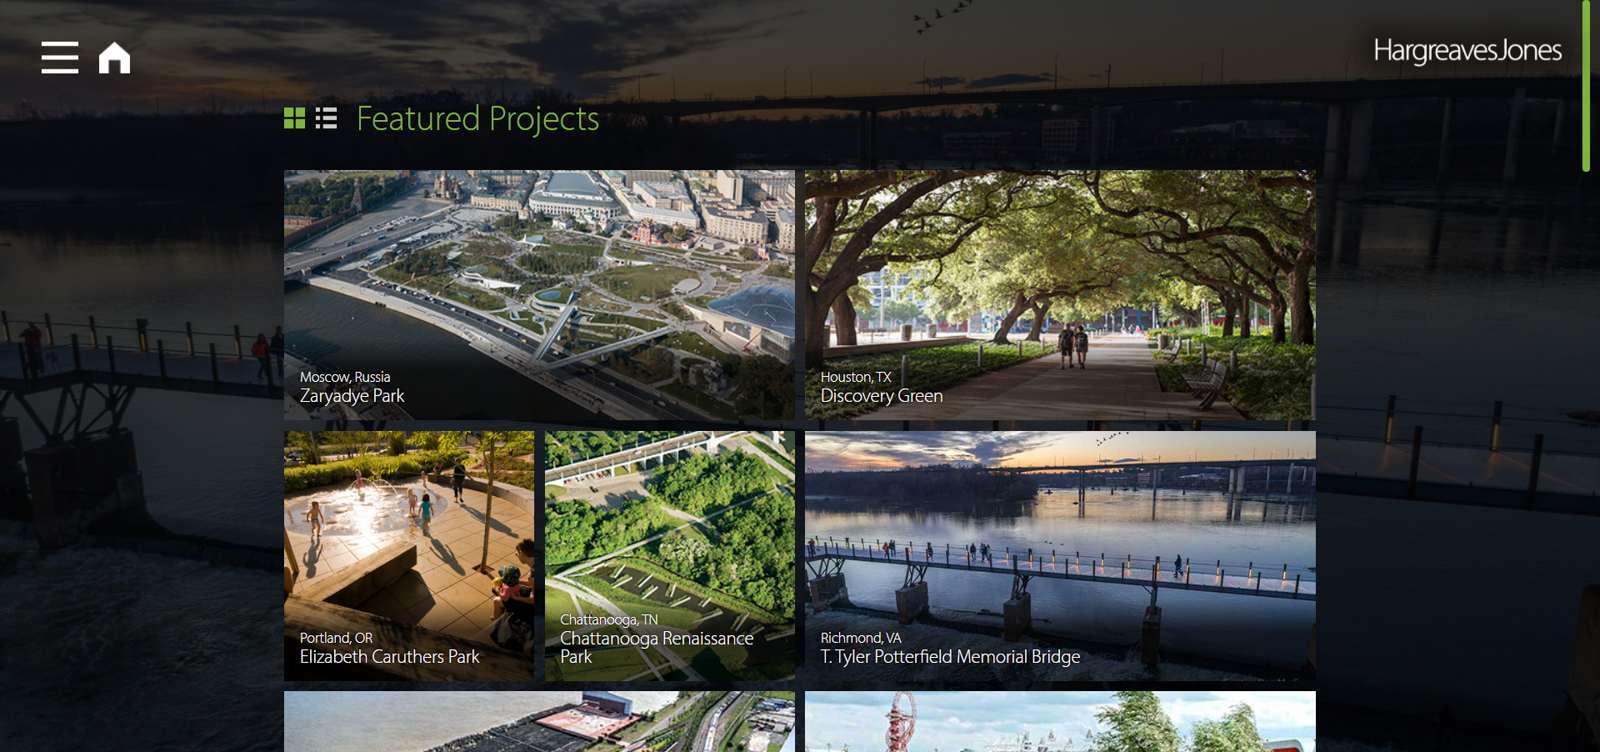 HargreavesJones
Featured Projects
Moscow, Russia
Zaryadye Park
Houston, TX
Discovery Green
Portland, OR
Elizabeth Caruthers Park
Chattanooga, TN
Chattanooga Renaissance
Park
Richmond, VA
T. Tyler Potterfield Memorial Bridge